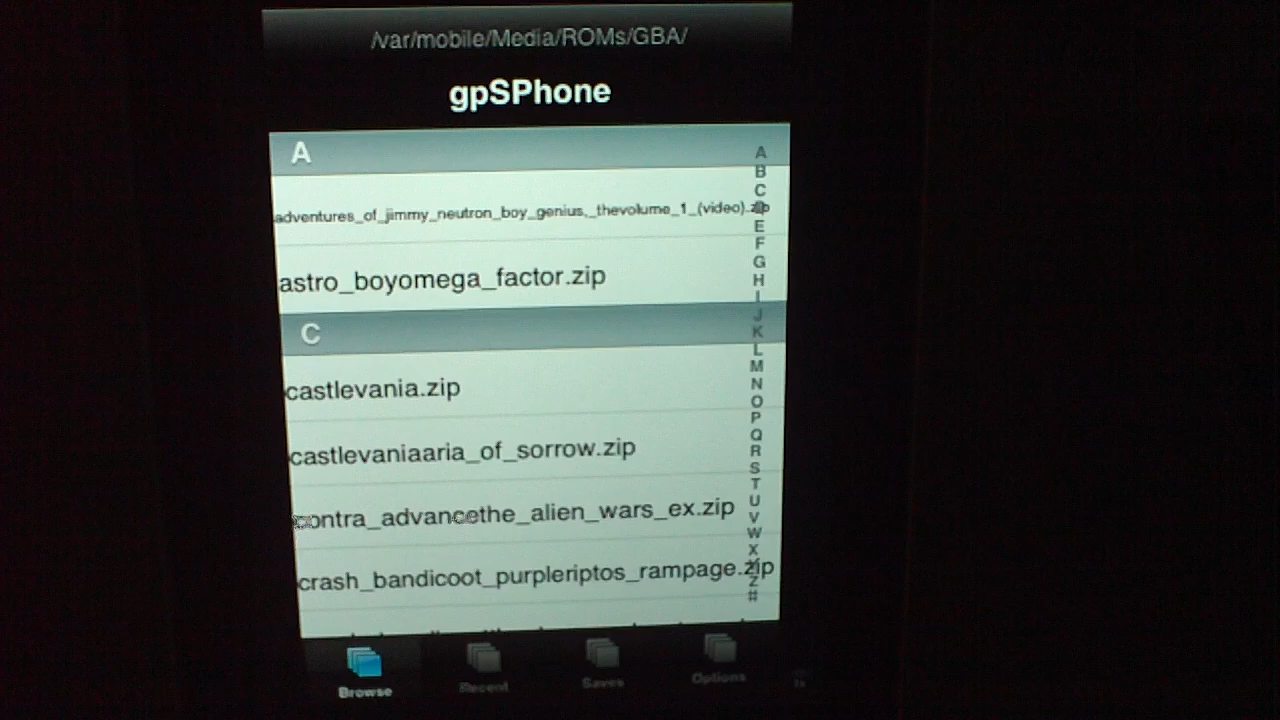 /var/mobile/Media/ROMs/GBA/
gpSPhone
A
adventures_of_jimmy_neutron_boy_genius,_thevolume_1_(video).zip
astro_boyomega_factor.zip
C
castlevania.zip
castlevaniaaria_of_sorrow.zip
contra_advancethe_alien_wars_ex.zip
crash_bandicoot_purpleriptos_rampage.zip
A
B
C
D
E
F
G
H
I
J
K
L
M
N
O
P
Q
R
S
T
U
V
W
X
Y
Z
#
Browse
Recent
Saves
Options